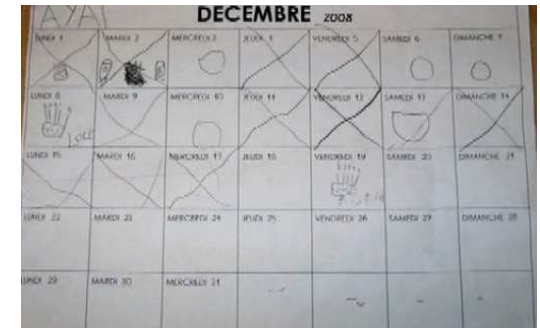 AYA
DECEMBRE 2008
LUNDI 1 MARDI 2 MERCREDI 3 JEUDI 4 VENDREDI 5 SAMEDI 6 DIMANCHE 7
LUNDI 8 MARDI 9 MERCREDI 10 JEUDI 11 VENDREDI 12 SAMEDI 13 DIMANCHE 14
LUNDI 15 MARDI 16 MERCREDI 17 JEUDI 18 VENDREDI 19 SAMEDI 20 DIMANCHE 21
LUNDI 22 MARDI 23 MERCREDI 24 JEUDI 25 VENDREDI 26 SAMEDI 27 DIMANCHE 28
LUNDI 29 MARDI 30 MERCREDI 31